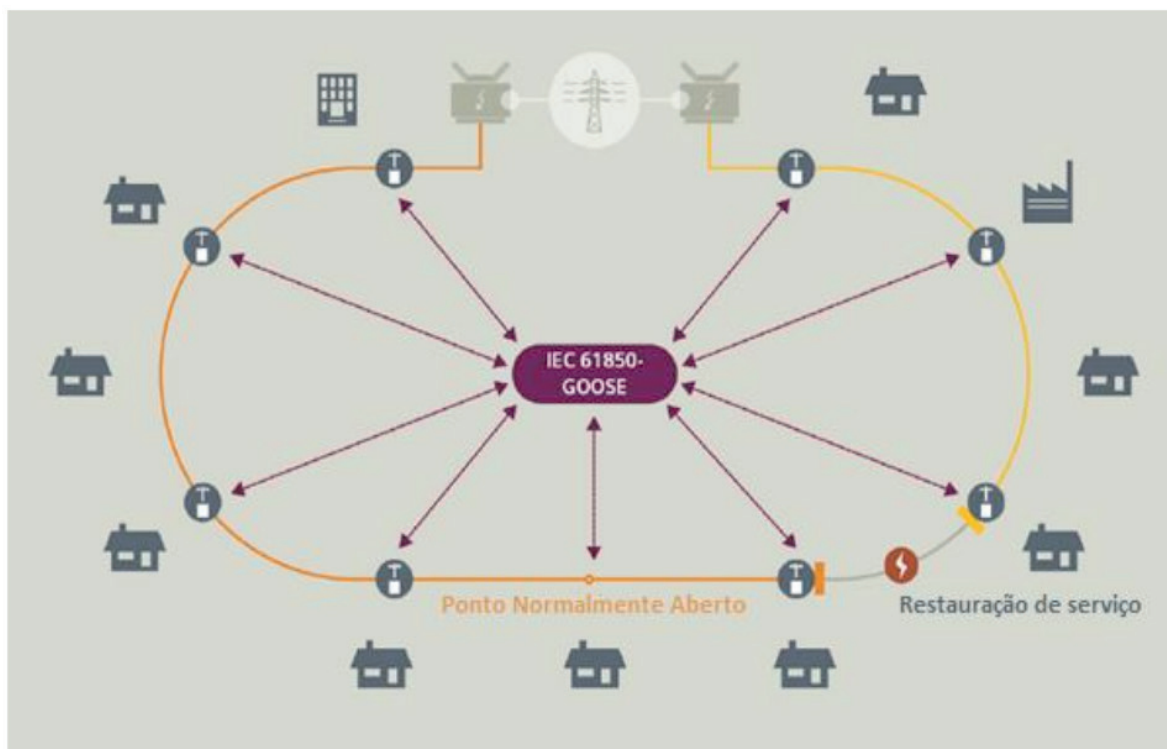 IEC 61850-
GOOSE
Ponto Normalmente Aberto
Restauração de serviço